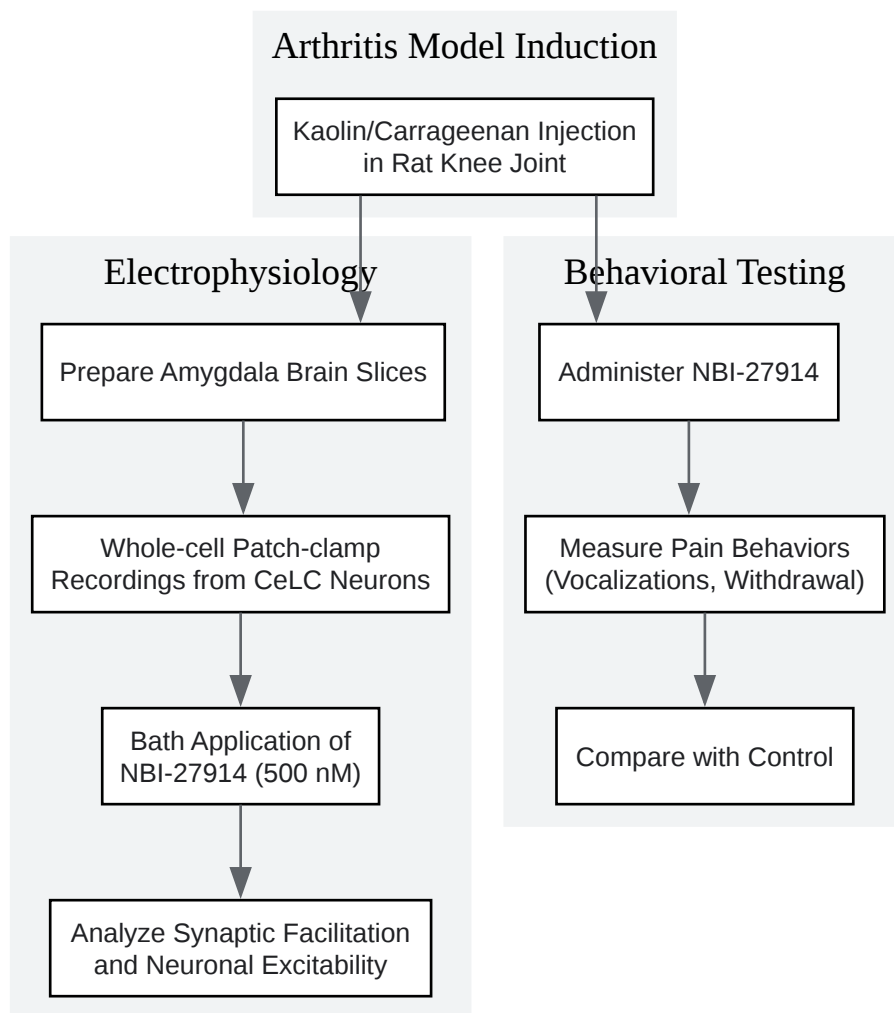 Arthritis Model Induction
Kaolin/Carrageenan Injection
in Rat Knee Joint
Electrophysiology
Prepare Amygdala Brain Slices
Whole-cell Patch-clamp
Recordings from CeLC Neurons
Bath Application of
NBI-27914 (500 nM)
Analyze Synaptic Facilitation
and Neuronal Excitability
Behavioral Testing
Administer NBI-27914
Measure Pain Behaviors
(Vocalizations, Withdrawal)
Compare with Control